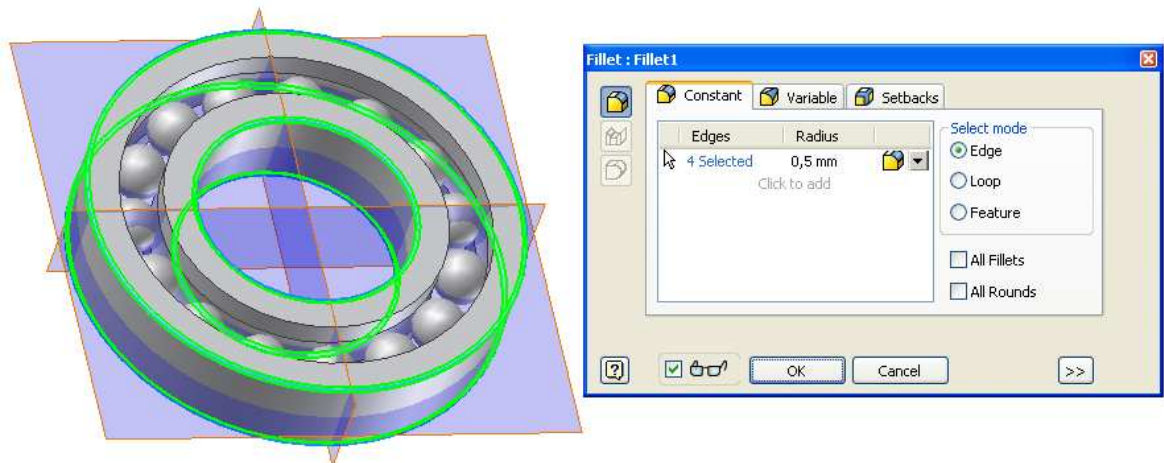 Fillet : Fillet1
Constant Variable Setbacks
Edges Radius
4 Selected 0,5 mm
Click to add
Select mode
Edge
Loop
Feature
All Fillets
All Rounds
OK Cancel >>